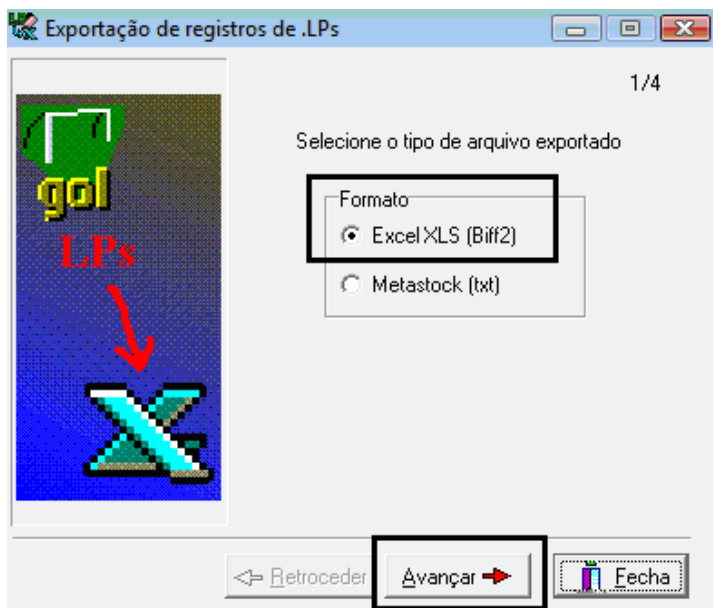 Exportação de registros de .LPs
1/4
Selecione o tipo de arquivo exportado
gol
LPs
Formato
Excel XLS (Biff2)
Metastock (txt)
Retroceder
Avançar
Fecha